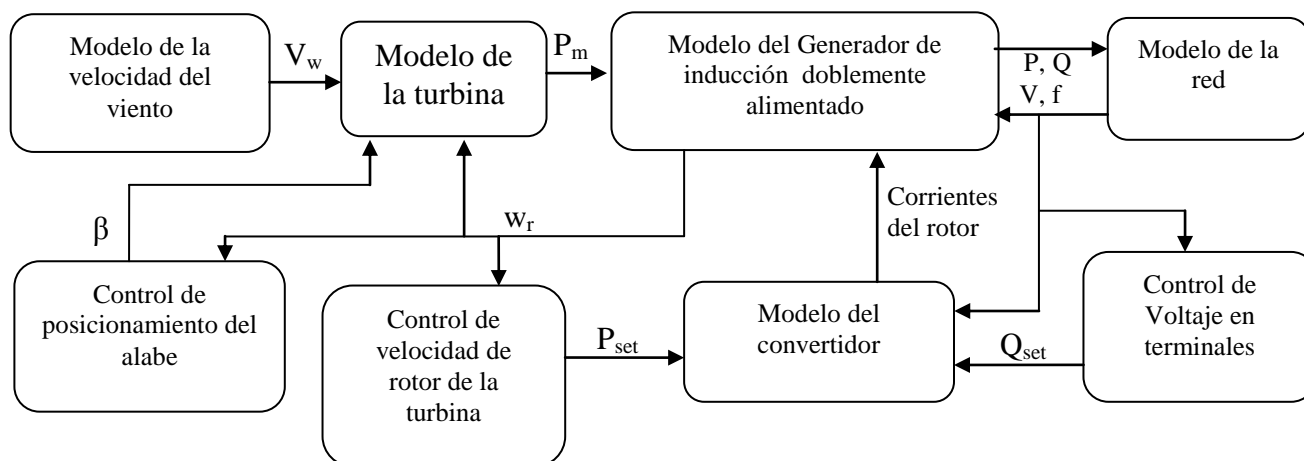 Modelo de la
velocidad del
viento
V_w
Modelo de
la turbina
P_m
Modelo del Generador de
inducción doblemente
alimentado
P, Q
V, f
Modelo de la
red
β
w_r
Corrientes
del rotor
Control de
posicionamiento del
alabe
Control de
velocidad de
rotor de la
turbina
P_set
Modelo del
convertidor
Q_set
Control de
Voltaje en
terminales